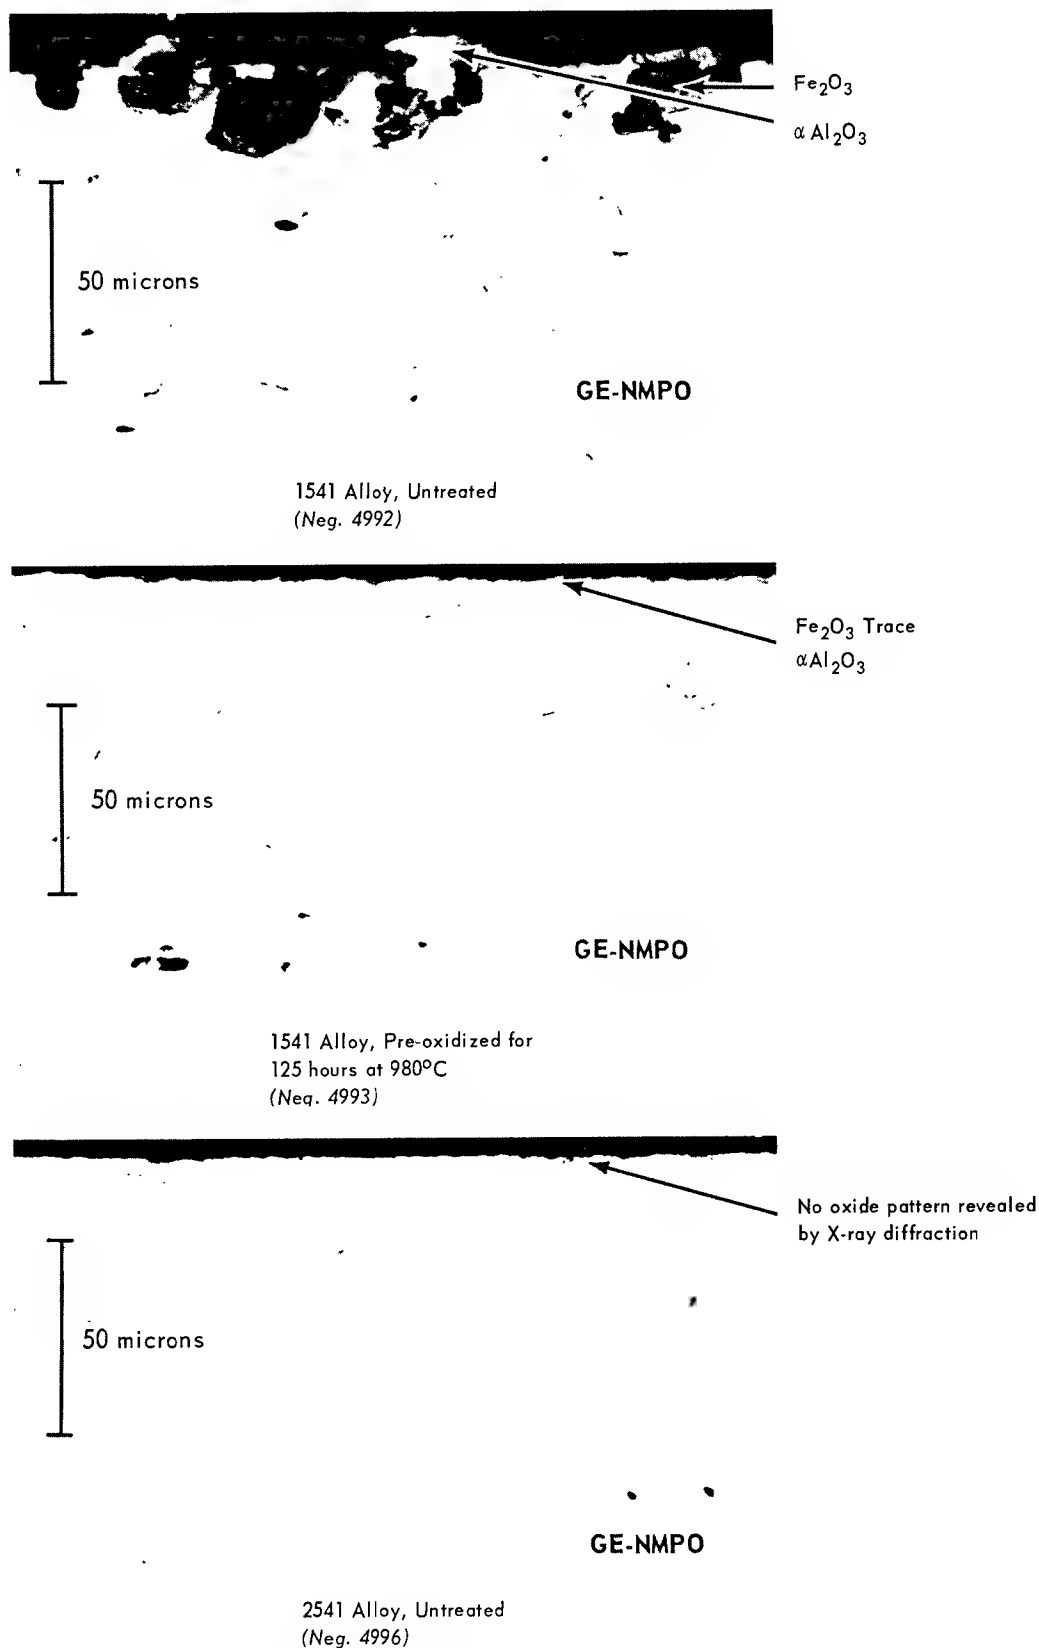 Fe₂O₃
α Al₂O₃
50 microns
GE-NMPO
1541 Alloy, Untreated
(Neg. 4992)
Fe₂O₃ Trace
αAl₂O₃
50 microns
GE-NMPO
1541 Alloy, Pre-oxidized for
125 hours at 980°C
(Neg. 4993)
No oxide pattern revealed
by X-ray diffraction
50 microns
GE-NMPO
2541 Alloy, Untreated
(Neg. 4996)